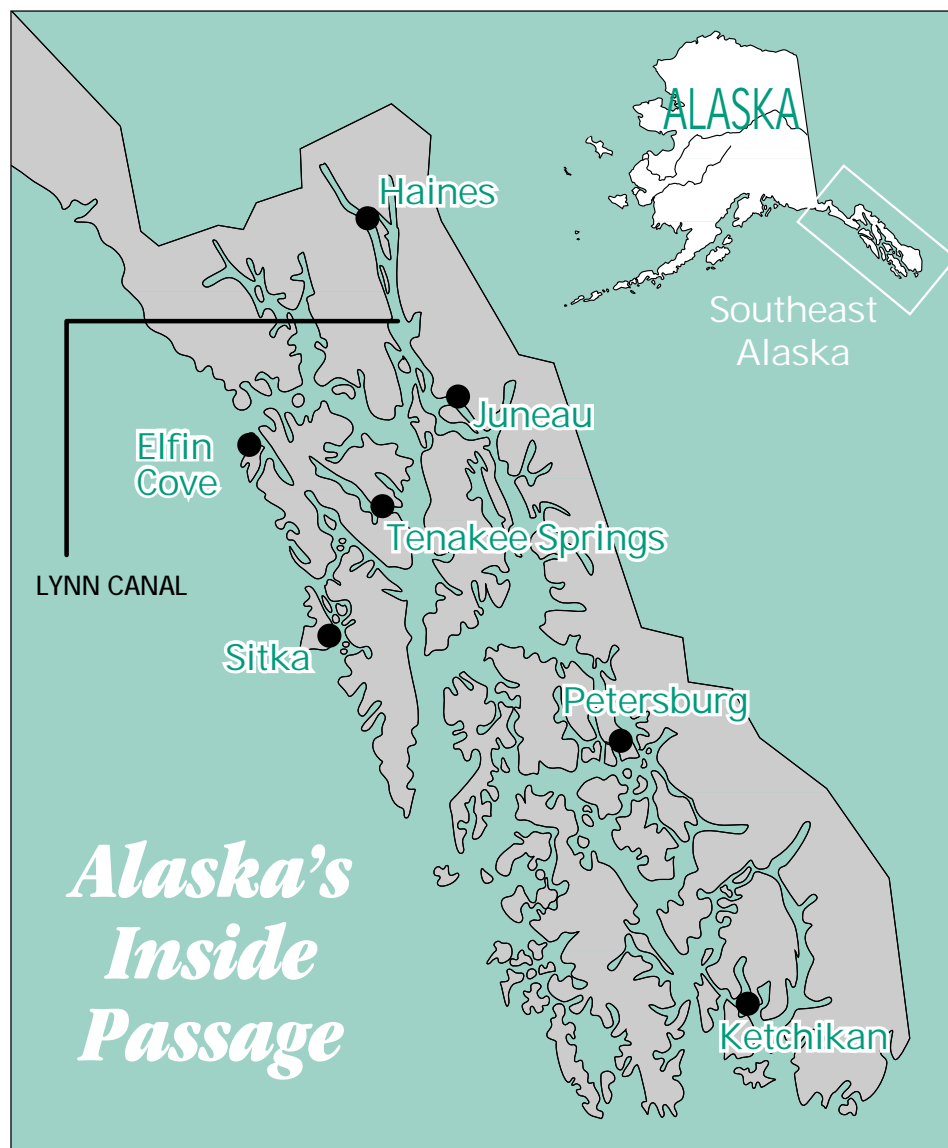 ALASKA
Haines
Southeast
Alaska
Juneau
Elfin
Cove
Tenakee Springs
LYNN CANAL
Sitka
Petersburg
Alaska’s
Inside
Passage
Ketchikan